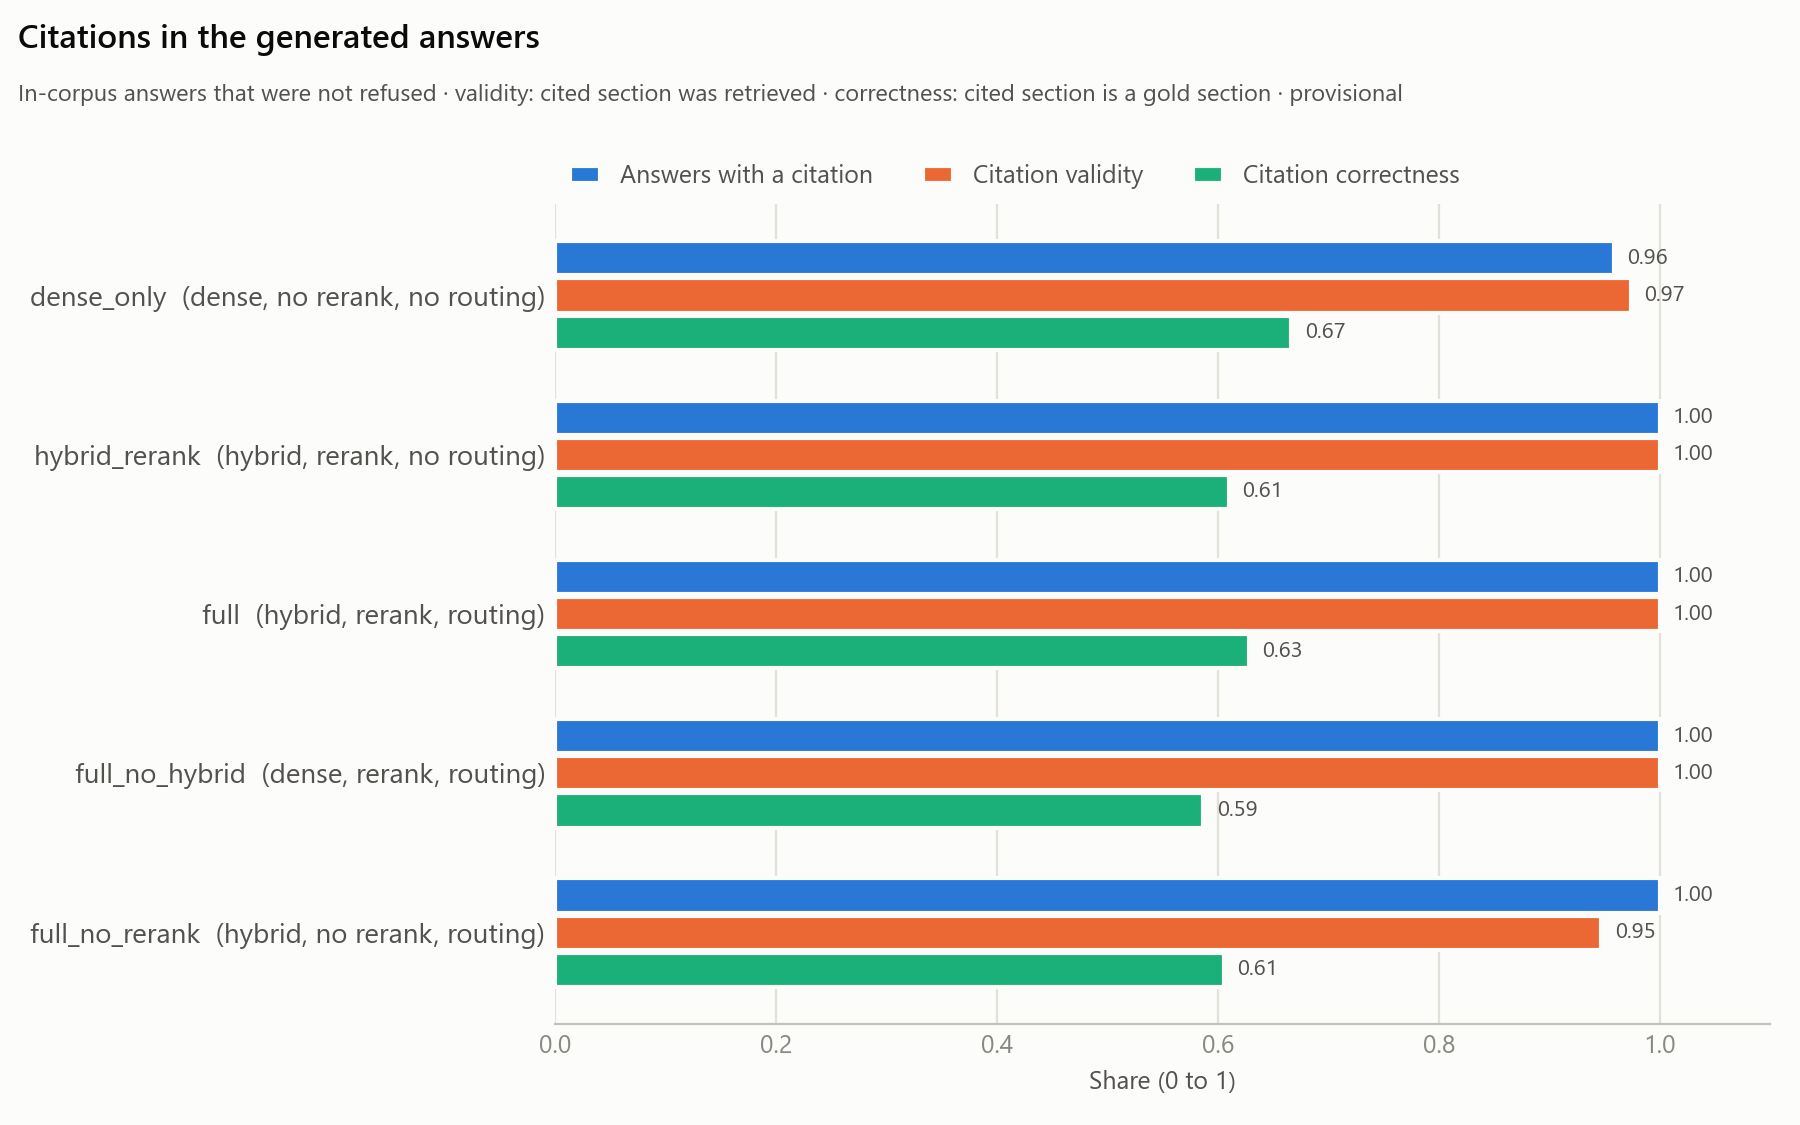 Citations in the generated answers
In-corpus answers that were not refused · validity: cited section was retrieved · correctness: cited section is a gold section · provisional
Answers with a citation Citation validity Citation correctness
0.96
dense_only (dense, no rerank, no routing)
0.97
0.67
1.00
hybrid_rerank (hybrid, rerank, no routing)
1.00
0.61
1.00
full (hybrid, rerank, routing)
1.00
0.63
1.00
full_no_hybrid (dense, rerank, routing)
1.00
0.59
1.00
full_no_rerank (hybrid, no rerank, routing)
0.95
0.61
0.0 0.2 0.4 0.6 0.8 1.0
Share (0 to 1)